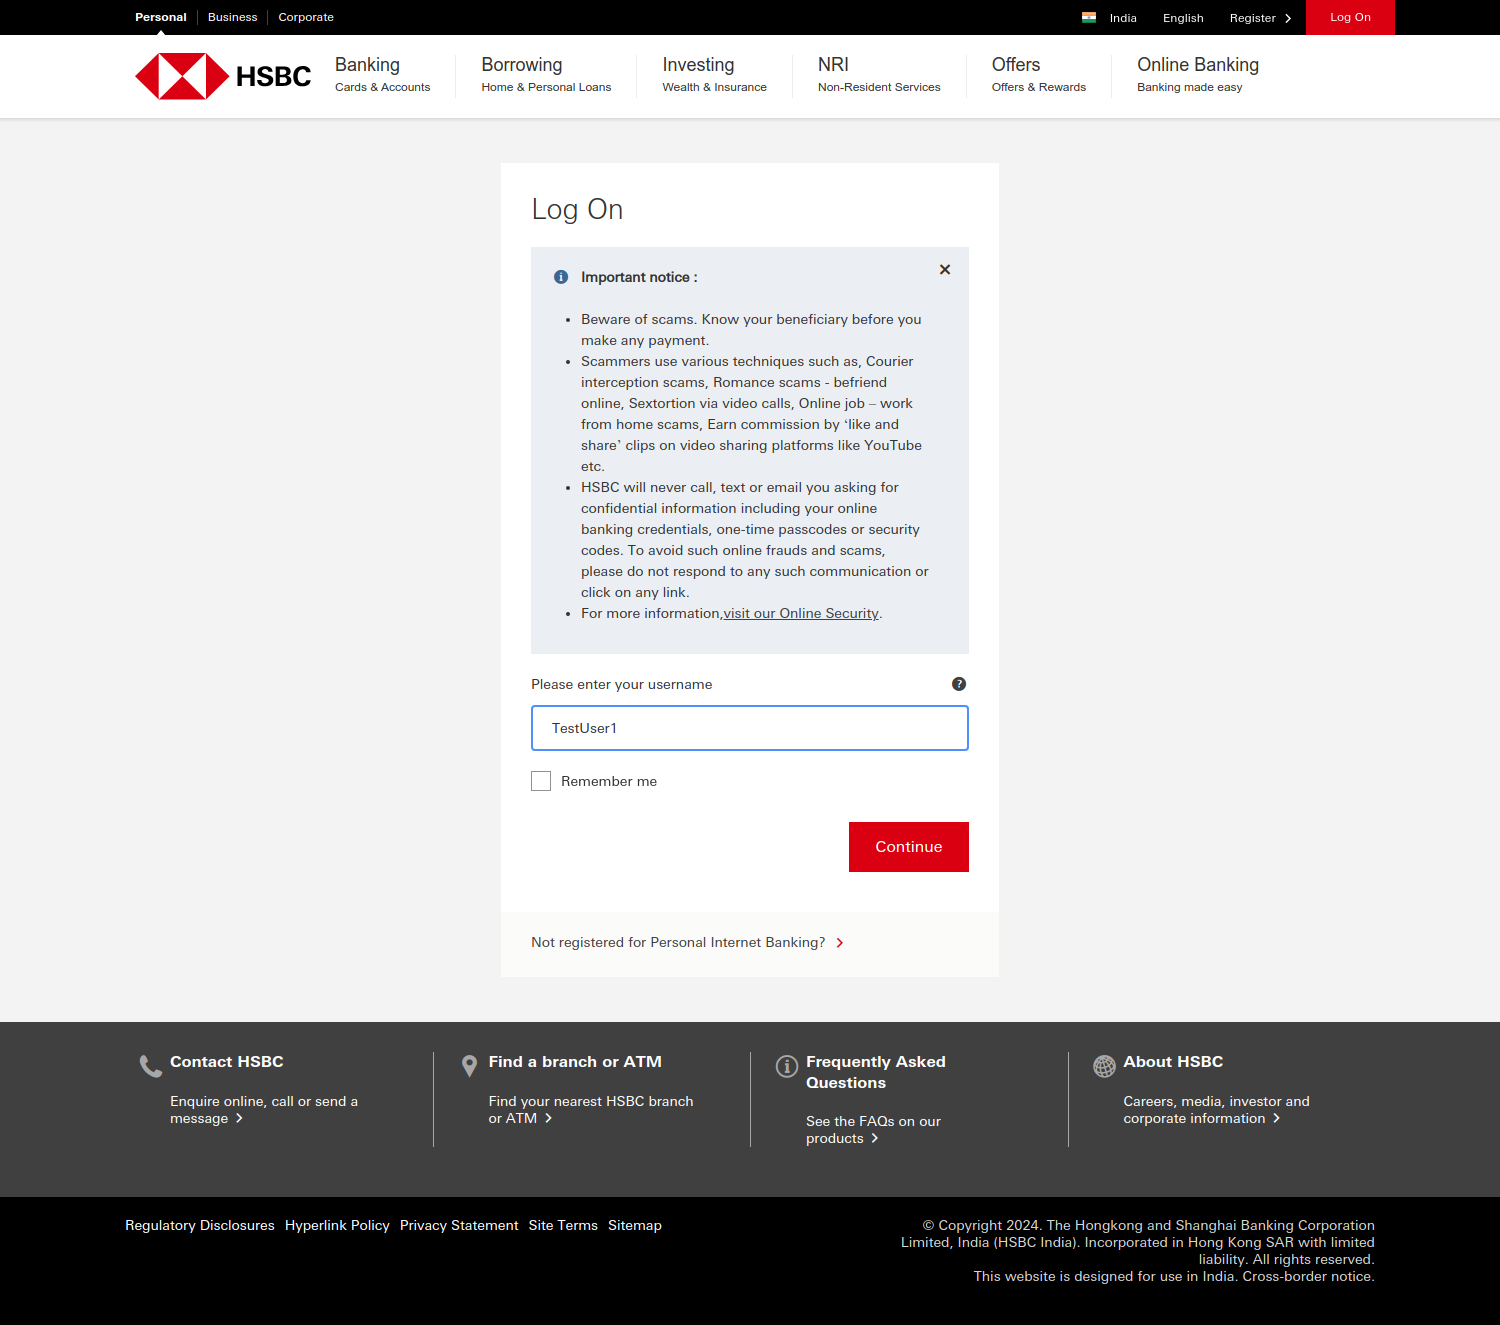 Personal Business Corporate
India English Register Log On
HSBC
Banking
Cards & Accounts
Borrowing
Home & Personal Loans
Investing
Wealth & Insurance
NRI
Non-Resident Services
Offers
Offers & Rewards
Online Banking
Banking made easy
Log On
Important notice :
Beware of scams. Know your beneficiary before you
make any payment.
Scammers use various techniques such as, Courier
interception scams, Romance scams - befriend
online, Sextortion via video calls, Online job – work
from home scams, Earn commission by ‘like and
share’ clips on video sharing platforms like YouTube
etc.
HSBC will never call, text or email you asking for
confidential information including your online
banking credentials, one-time passcodes or security
codes. To avoid such online frauds and scams,
please do not respond to any such communication or
click on any link.
For more information,visit our Online Security.
Please enter your username
TestUser1
Remember me
Continue
Not registered for Personal Internet Banking?
Contact HSBC
Enquire online, call or send a
message
Find a branch or ATM
Find your nearest HSBC branch
or ATM
Frequently Asked
Questions
See the FAQs on our
products
About HSBC
Careers, media, investor and
corporate information
Regulatory Disclosures Hyperlink Policy Privacy Statement Site Terms Sitemap
© Copyright 2024. The Hongkong and Shanghai Banking Corporation
Limited, India (HSBC India). Incorporated in Hong Kong SAR with limited
liability. All rights reserved.
This website is designed for use in India. Cross-border notice.